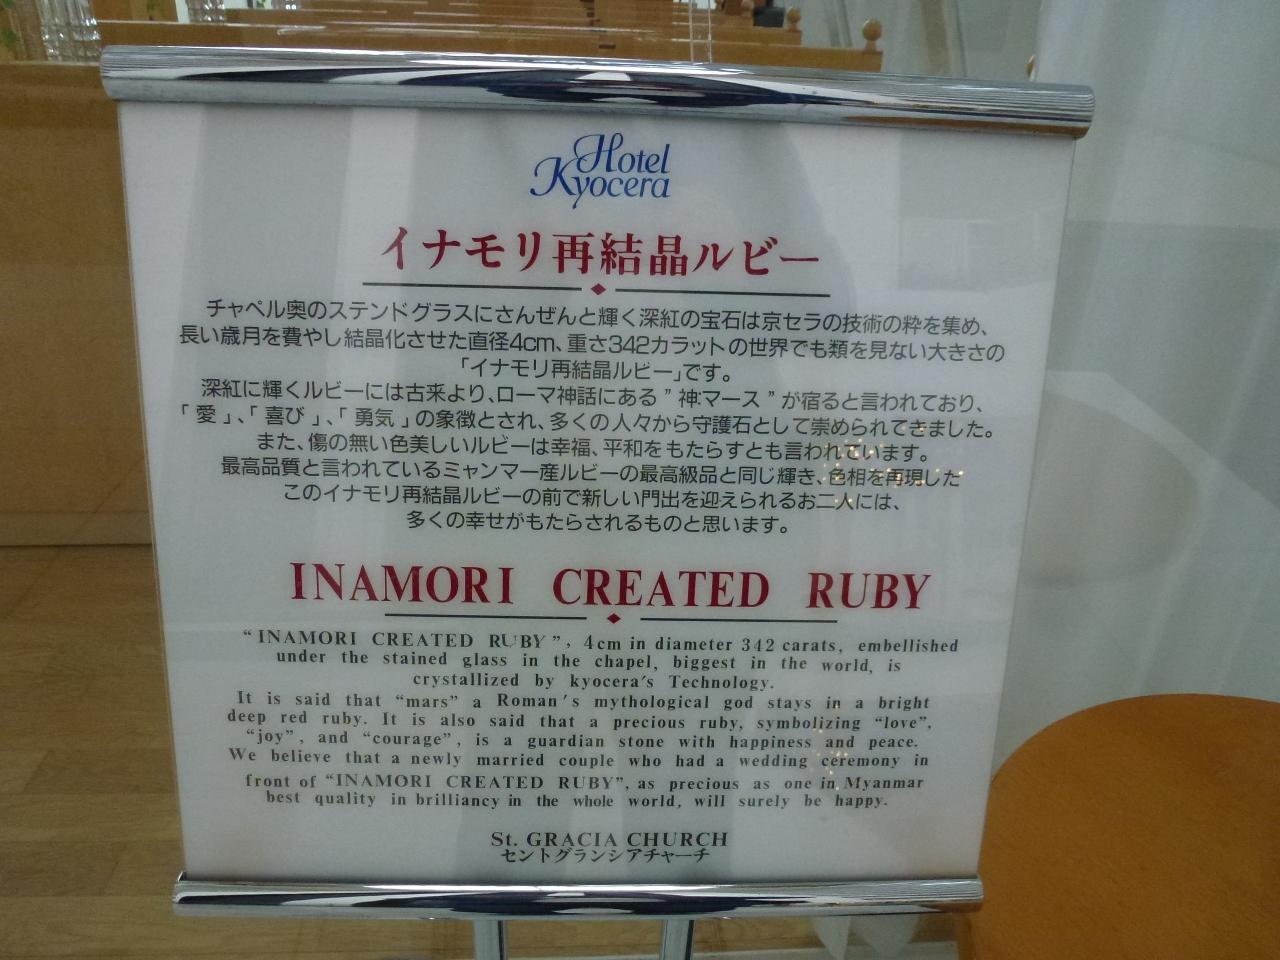 Hotel
Kyocera
イナモリ再結晶ルビー
チャペル奥のステンドグラスにさんぜんと輝く深紅の宝石は京セラの技術の粋を集め、
長い歳月を費やし結晶化させた直径4cm、重さ342カラットの世界でも類を見ない大きさの
「イナモリ再結晶ルビー」です。
深紅に輝くルビーには古来より、ローマ神話にある ” 神:マース ” が宿ると言われており、
「 愛 」、「 喜び 」、「 勇気 」の象徴とされ、多くの人々から守護石として崇められてきました。
また、傷の無い色美しいルビーは幸福、平和をもたらすとも言われています。
最高品質と言われているミャンマー産ルビーの最高級品と同じ輝き、色相を再現した
このイナモリ再結晶ルビーの前で新しい門出を迎えられるお二人には、
多くの幸せがもたらされるものと思います。
INAMORI CREATED RUBY
“INAMORI CREATED RUBY”, 4cm in diameter 342 carats, embellished
under the stained glass in the chapel, biggest in the world, is
crystallized by kyocera's Technology.
It is said that “mars” a Roman's mythological god stays in a bright
deep red ruby. It is also said that a precious ruby, symbolizing “love”,
“joy”, and “courage”, is a guardian stone with happiness and peace.
We believe that a newly married couple who had a wedding ceremony in
front of “INAMORI CREATED RUBY”, as precious as one in Myanmar
best quality in brilliancy in the whole world, will surely be happy.
St. GRACIA CHURCH
セントグランシアチャーチ